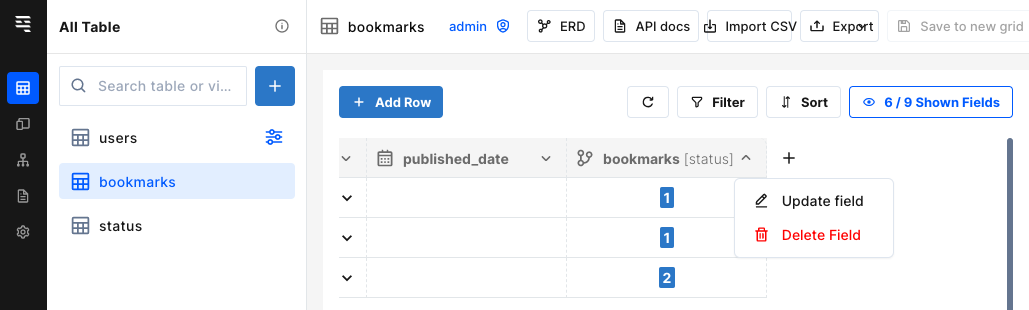 All Table
bookmarks admin ERD API docs Import CSV Export Save to new grid
Search table or vi...
users
bookmarks
status
Add Row Filter Sort 6 / 9 Shown Fields
published_date bookmarks [status]
1
1
2
Update field
Delete Field